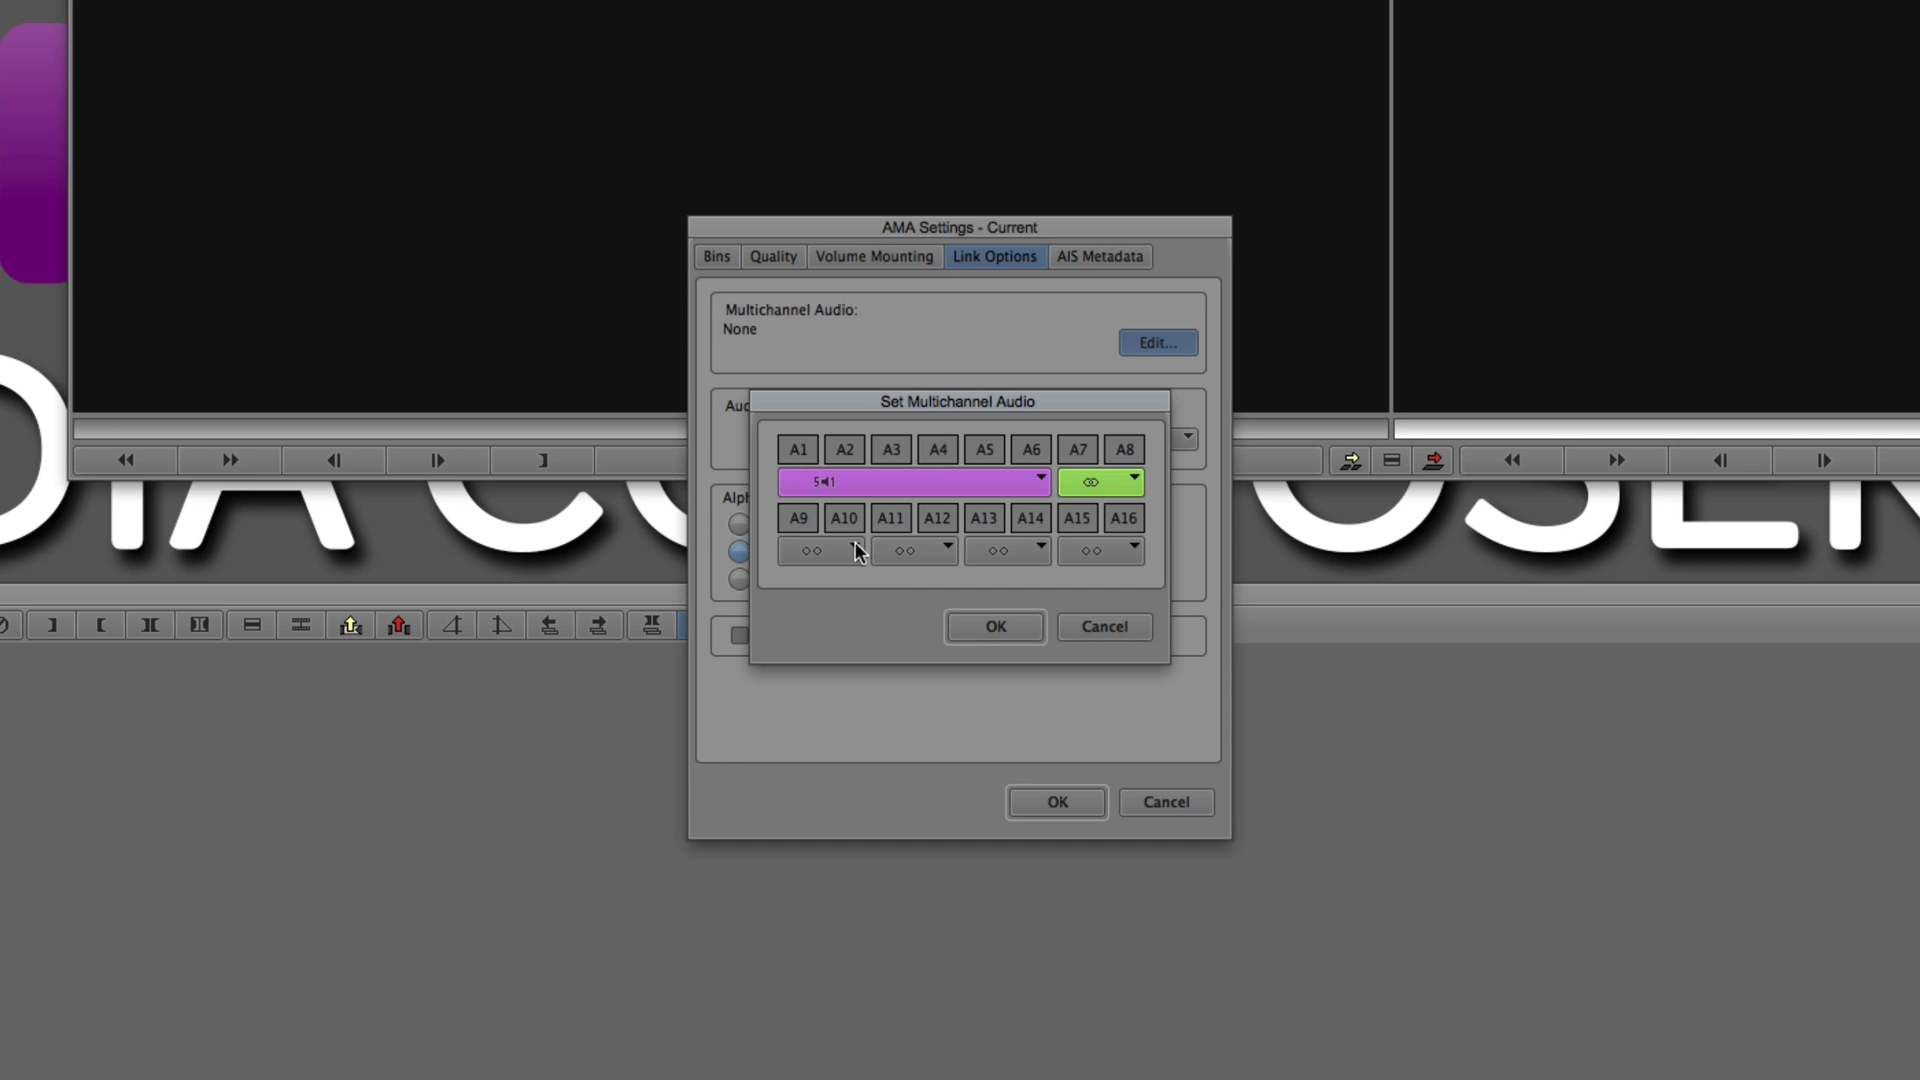 AMA Settings - Current
Bins Quality Volume Mounting Link Options AIS Metadata
Multichannel Audio:
None
Edit...
Set Multichannel Audio
A1 A2 A3 A4 A5 A6 A7 A8
5 1
A9 A10 A11 A12 A13 A14 A15 A16
OK Cancel
OK Cancel